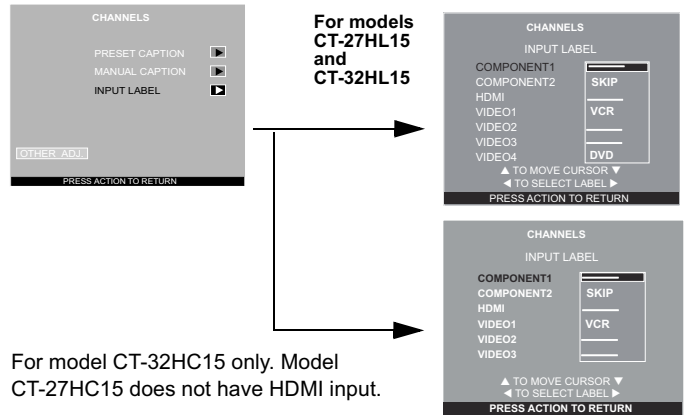 CHANNELS
PRESET CAPTION
MANUAL CAPTION
INPUT LABEL
OTHER ADJ.
PRESS ACTION TO RETURN
For models
CT-27HL15
and
CT-32HL15
CHANNELS
INPUT LABEL
COMPONENT1
COMPONENT2 SKIP
HDMI
VIDEO1 VCR
VIDEO2
VIDEO3
VIDEO4 DVD
▲ TO MOVE CURSOR ▼
◀ TO SELECT LABEL ▶
PRESS ACTION TO RETURN
CHANNELS
INPUT LABEL
COMPONENT1
COMPONENT2 SKIP
HDMI
VIDEO1 VCR
VIDEO2
VIDEO3
▲ TO MOVE CURSOR ▼
◀ TO SELECT LABEL ▶
PRESS ACTION TO RETURN
For model CT-32HC15 only. Model
CT-27HC15 does not have HDMI input.